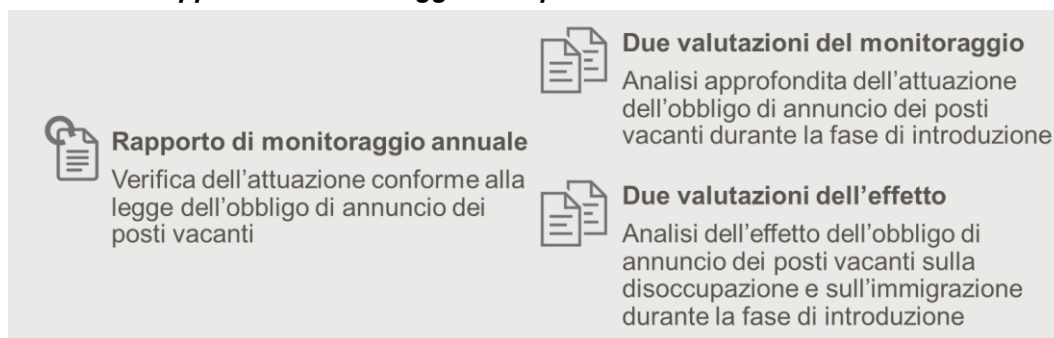 Rapporto di monitoraggio annuale
Verifica dell'attuazione conforme alla
legge dell'obbligo di annuncio dei
posti vacanti
Due valutazioni del monitoraggio
Analisi approfondita dell'attuazione
dell'obbligo di annuncio dei posti
vacanti durante la fase di introduzione
Due valutazioni dell'effetto
Analisi dell'effetto dell'obbligo di
annuncio dei posti vacanti sulla
disoccupazione e sull'immigrazione
durante la fase di introduzione